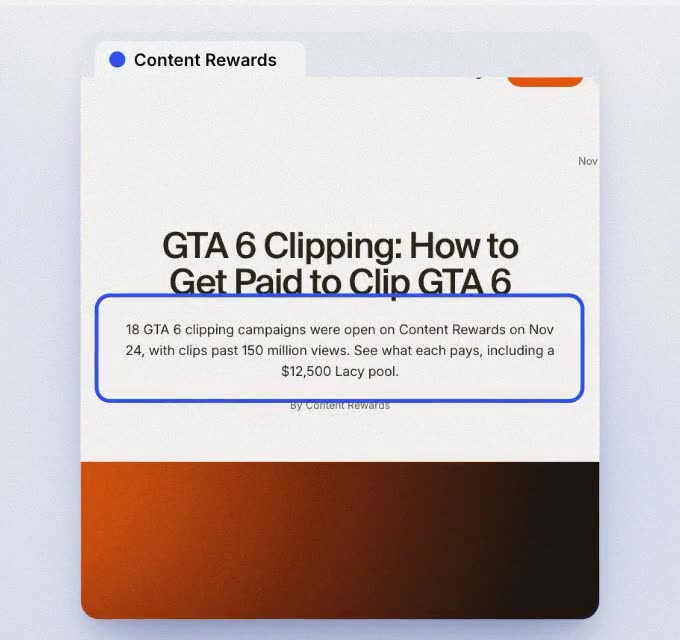 Content Rewards
Nov
GTA 6 Clipping: How to
Get Paid to Clip GTA 6
18 GTA 6 clipping campaigns were open on Content Rewards on Nov
24, with clips past 150 million views. See what each pays, including a
$12,500 Lacy pool.
By Content Rewards